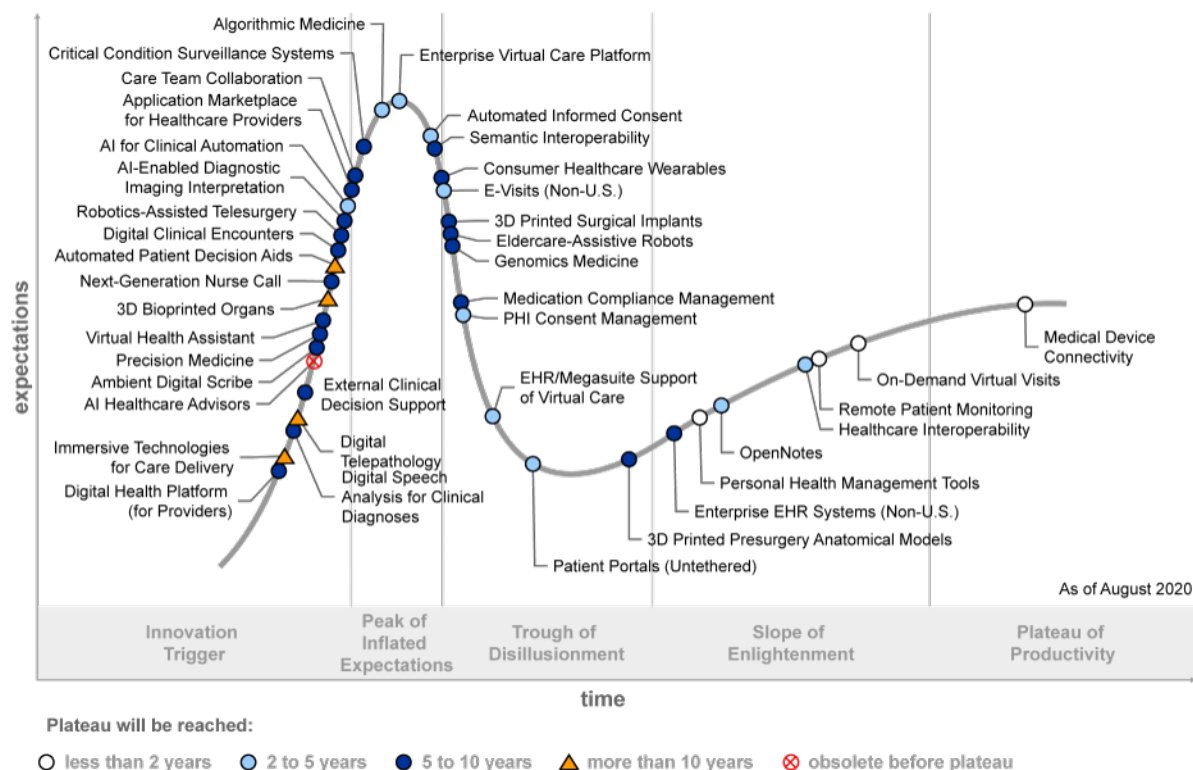 Algorithmic Medicine
Critical Condition Surveillance Systems
Enterprise Virtual Care Platform
Care Team Collaboration
Application Marketplace
for Healthcare Providers
Automated Informed Consent
Semantic Interoperability
AI for Clinical Automation
AI-Enabled Diagnostic
Imaging Interpretation
Consumer Healthcare Wearables
E-Visits (Non-U.S.)
Robotics-Assisted Telesurgery
3D Printed Surgical Implants
Digital Clinical Encounters
Eldercare-Assistive Robots
Automated Patient Decision Aids
Genomics Medicine
Next-Generation Nurse Call
3D Bioprinted Organs
Medication Compliance Management
PHI Consent Management
Virtual Health Assistant
Precision Medicine
Ambient Digital Scribe
AI Healthcare Advisors
External Clinical
Decision Support
EHR/Megasuite Support
of Virtual Care
Medical Device
Connectivity
On-Demand Virtual Visits
Remote Patient Monitoring
Healthcare Interoperability
Immersive Technologies
for Care Delivery
Digital
Telepathology
OpenNotes
Digital Speech
Analysis for Clinical
Diagnoses
Digital Health Platform
(for Providers)
Personal Health Management Tools
Enterprise EHR Systems (Non-U.S.)
3D Printed Presurgery Anatomical Models
Patient Portals (Untethered)
As of August 2020
expectations
Innovation
Trigger
Peak of
Inflated
Expectations
Trough of
Disillusionment
Slope of
Enlightenment
Plateau of
Productivity
time
Plateau will be reached:
less than 2 years
2 to 5 years
5 to 10 years
more than 10 years
obsolete before plateau